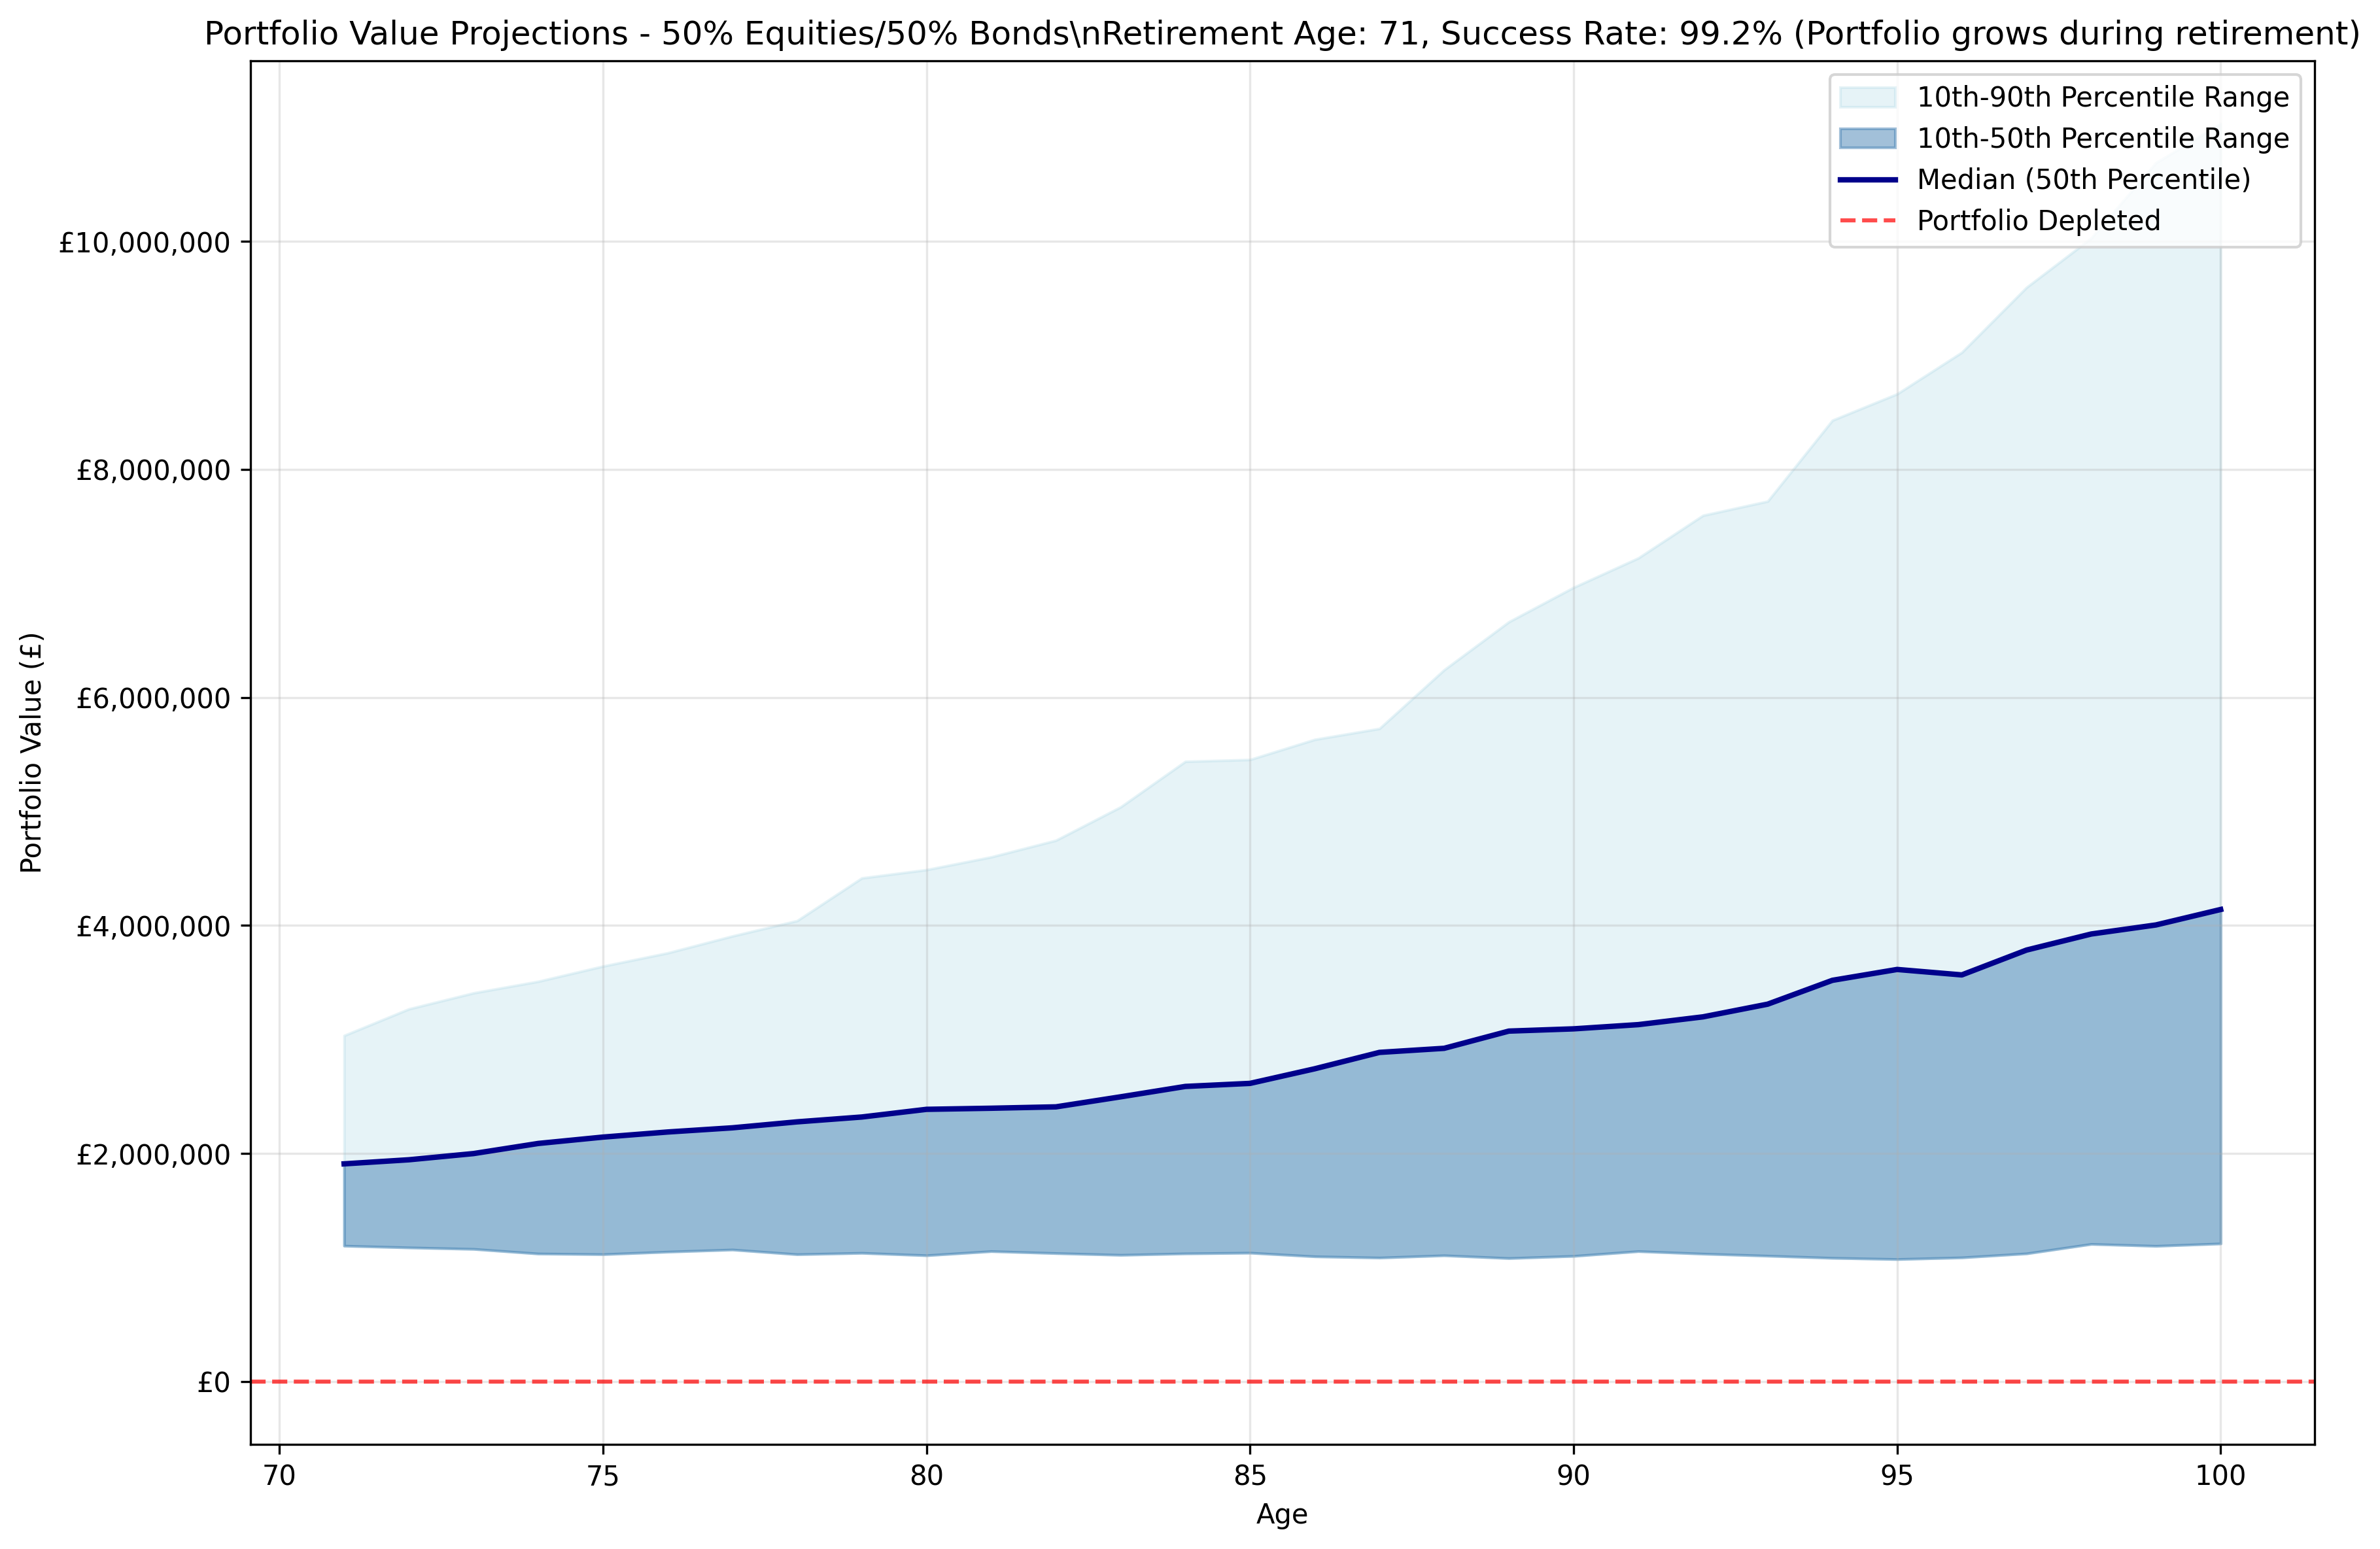 Portfolio Value Projections - 50% Equities/50% Bonds\nRetirement Age: 71, Success Rate: 99.2% (Portfolio grows during retirement)
10th-90th Percentile Range
10th-50th Percentile Range
Median (50th Percentile)
Portfolio Depleted
Portfolio Value (£)
£10,000,000
£8,000,000
£6,000,000
£4,000,000
£2,000,000
£0
70 75 80 85 90 95 100
Age